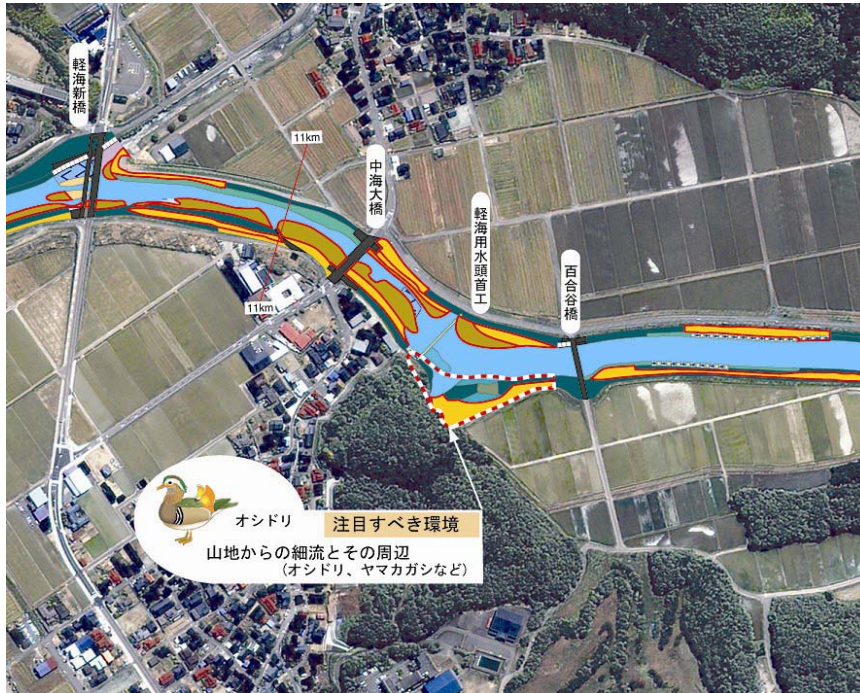 軽海新橋
11km
中海大橋
軽海用水頭首工
百合谷橋
11km
オシドリ
注目すべき環境
山地からの細流とその周辺
(オシドリ、ヤマカガシなど)